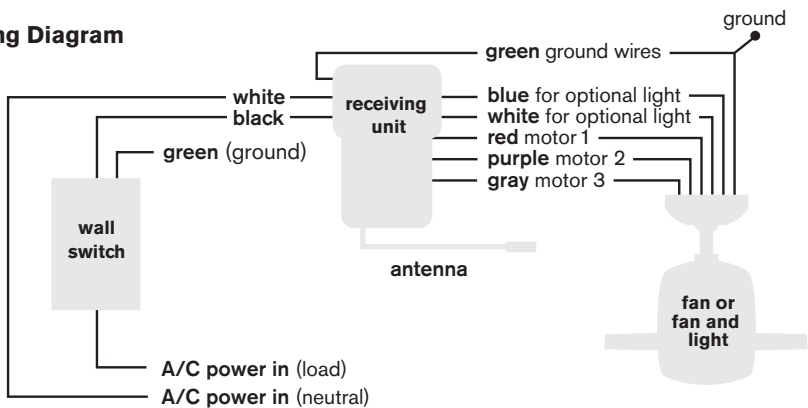 ng Diagram
ground
green ground wires
white
black
green (ground)
receiving
unit
blue for optional light
white for optional light
red motor 1
purple motor 2
gray motor 3
wall
switch
antenna
fan or
fan and
light
A/C power in (load)
A/C power in (neutral)